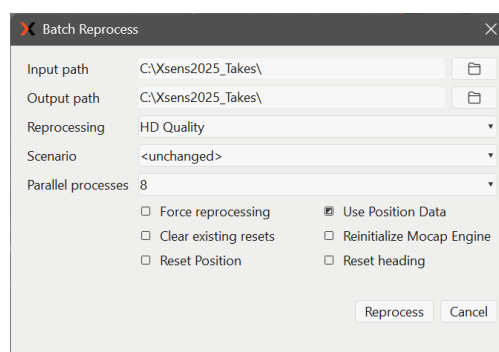 Batch Reprocess
Input path C:\Xsens2025_Takes\
Output path C:\Xsens2025_Takes\
Reprocessing HD Quality
Scenario <unchanged>
Parallel processes 8
Force reprocessing Use Position Data
Clear existing resets Reinitialize Mocap Engine
Reset Position Reset heading
Reprocess Cancel